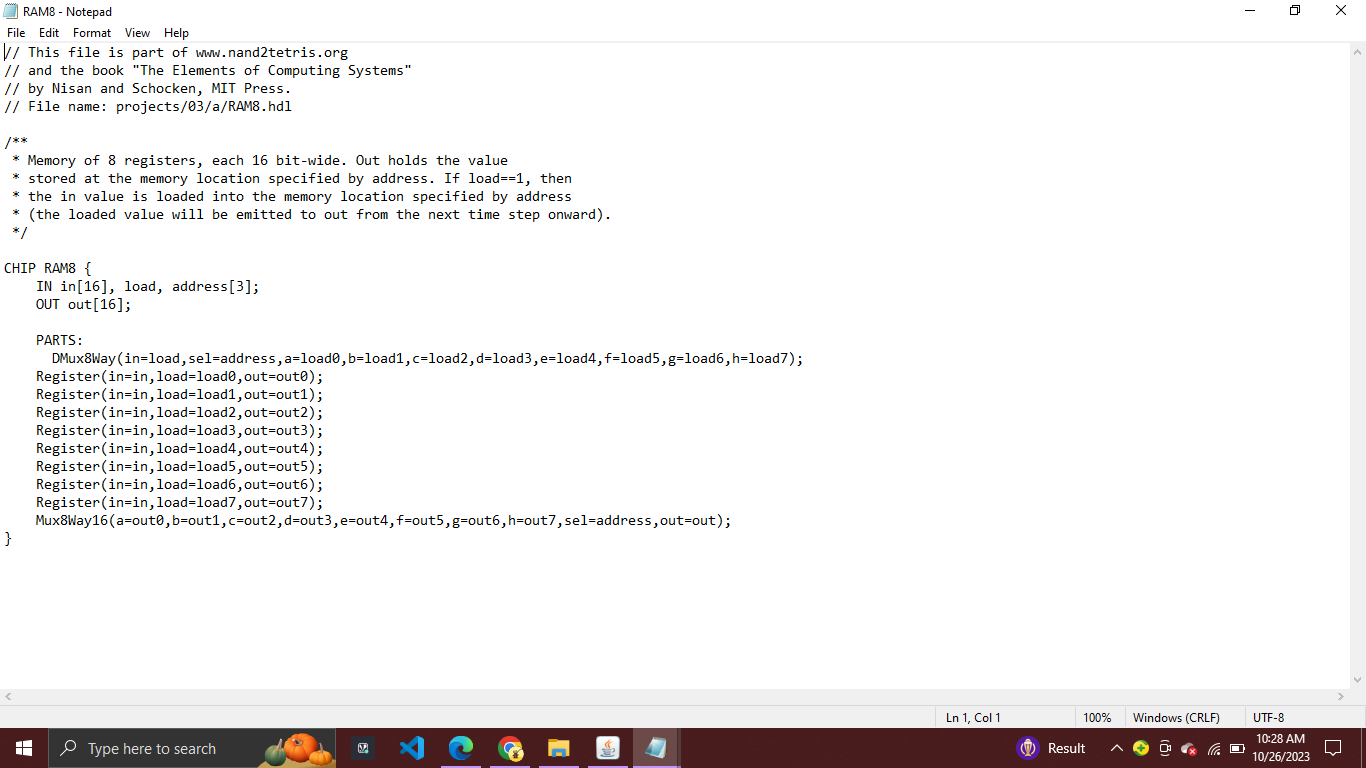 RAM8 - Notepad
File Edit Format View Help
// This file is part of www.nand2tetris.org
// and the book "The Elements of Computing Systems"
// by Nisan and Schocken, MIT Press.
// File name: projects/03/a/RAM8.hdl
/**
 * Memory of 8 registers, each 16 bit-wide. Out holds the value
 * stored at the memory location specified by address. If load==1, then
 * the in value is loaded into the memory location specified by address
 * (the loaded value will be emitted to out from the next time step onward).
 */
CHIP RAM8 {
    IN in[16], load, address[3];
    OUT out[16];
    PARTS:
      DMux8Way(in=load,sel=address,a=load0,b=load1,c=load2,d=load3,e=load4,f=load5,g=load6,h=load7);
    Register(in=in,load=load0,out=out0);
    Register(in=in,load=load1,out=out1);
    Register(in=in,load=load2,out=out2);
    Register(in=in,load=load3,out=out3);
    Register(in=in,load=load4,out=out4);
    Register(in=in,load=load5,out=out5);
    Register(in=in,load=load6,out=out6);
    Register(in=in,load=load7,out=out7);
    Mux8Way16(a=out0,b=out1,c=out2,d=out3,e=out4,f=out5,g=out6,h=out7,sel=address,out=out);
}
Ln 1, Col 1 100% Windows (CRLF) UTF-8
Type here to search
Result
10:28 AM
10/26/2023